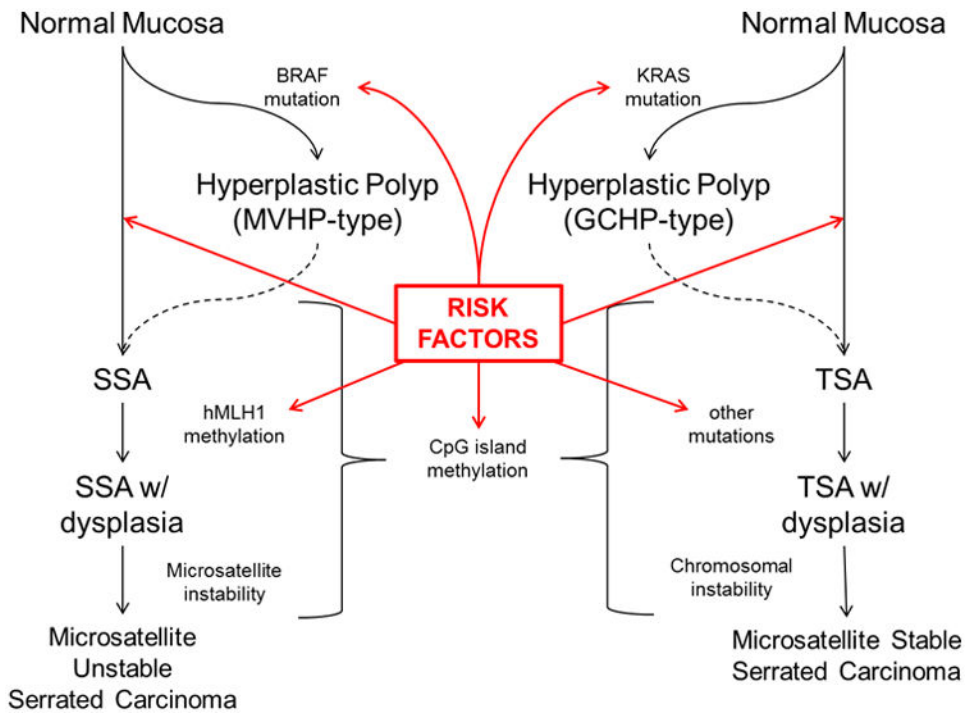 Normal Mucosa
Normal Mucosa
BRAF
mutation
KRAS
mutation
Hyperplastic Polyp
(MVHP-type)
Hyperplastic Polyp
(GCHP-type)
RISK
FACTORS
SSA
TSA
hMLH1
methylation
CpG island
methylation
other
mutations
SSA w/
dysplasia
TSA w/
dysplasia
Microsatellite
instability
Chromosomal
instability
Microsatellite
Unstable
Serrated Carcinoma
Microsatellite Stable
Serrated Carcinoma